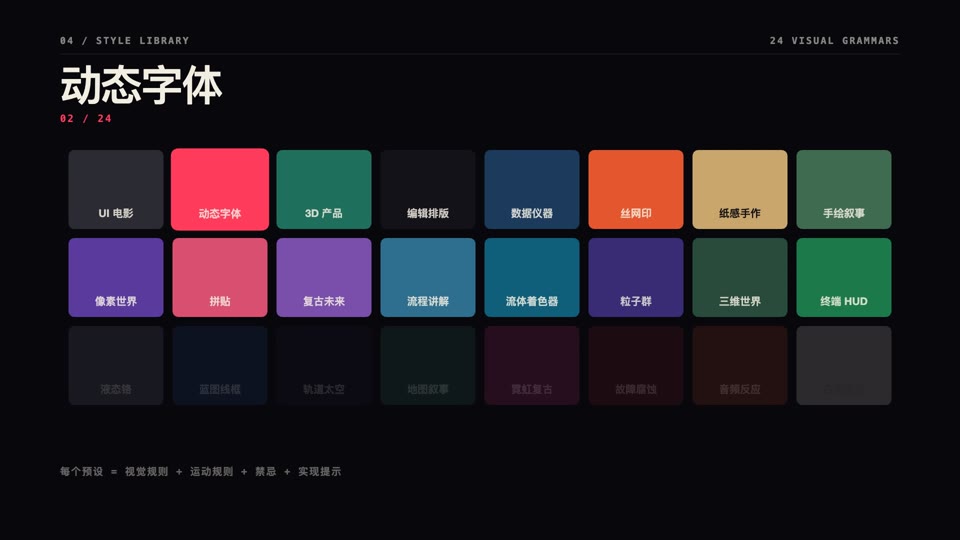 04 / STYLE LIBRARY
24 VISUAL GRAMMARS
动态字体
02 / 24
UI 电影
动态字体
3D 产品
编辑排版
数据仪器
丝网印
纸感手作
手绘叙事
像素世界
拼贴
复古未来
流程讲解
流体着色器
粒子群
三维世界
终端 HUD
液态铬
蓝图线框
轨道太空
地图叙事
霓虹复古
故障腐蚀
音频反应
每个预设 = 视觉规则 + 运动规则 + 禁忌 + 实现提示